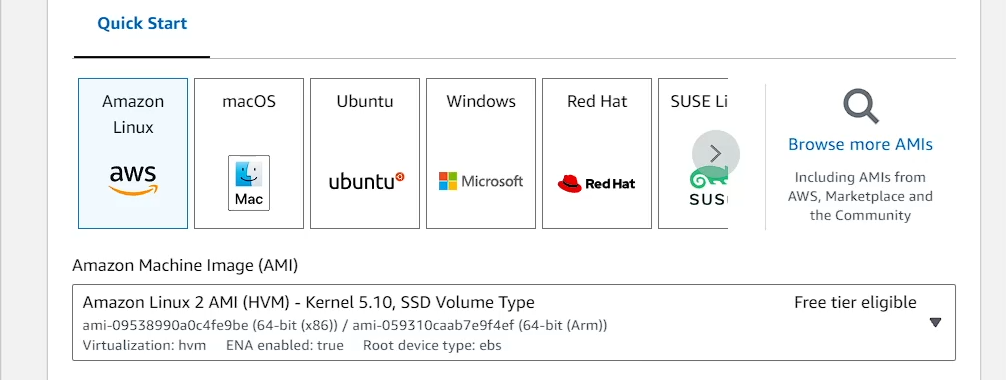 Quick Start
Amazon
Linux
aws
macOS
Mac
Ubuntu
ubuntu
Windows
Microsoft
Red Hat
Red Hat
SUSE Li
SUS
Browse more AMIs
Including AMIs from
AWS, Marketplace and
the Community
Amazon Machine Image (AMI)
Amazon Linux 2 AMI (HVM) - Kernel 5.10, SSD Volume Type
Free tier eligible
ami-09538990a0c4fe9be (64-bit (x86)) / ami-059310caab7e9f4ef (64-bit (Arm))
Virtualization: hvm ENA enabled: true Root device type: ebs